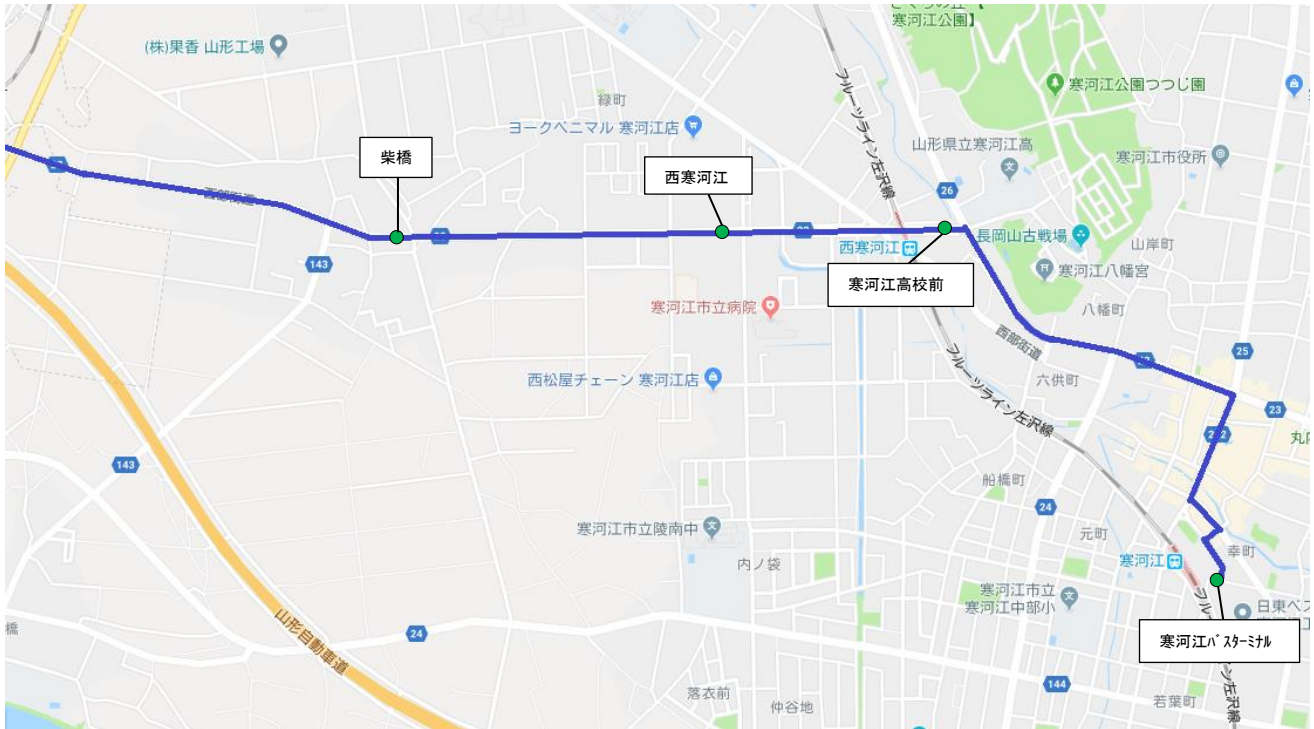 寒河江公園】
(株)果香 山形工場
フルーツライン左沢線
寒河江公園つつじ園
緑町
ヨークベニマル 寒河江店
山形県立寒河江高
寒河江市役所
柴橋
西寒河江
26
西部街道
23
長岡山古戦場
山岸町
西寒河江
143
寒河江高校前
寒河江八幡宮
八幡町
寒河江市立病院
西部街道
25
フルーツライン左沢線
西松屋チェーン 寒河江店
六供町
23
143
船橋町
24
寒河江市立陵南中
元町
幸町
内ノ袋
寒河江
寒河江市立
寒河江中部小
日東ベ
山形自動車道
24
橋
寒河江ﾊﾞｽﾀｰﾐﾅﾙ
144
落衣前
仲谷地
若葉町